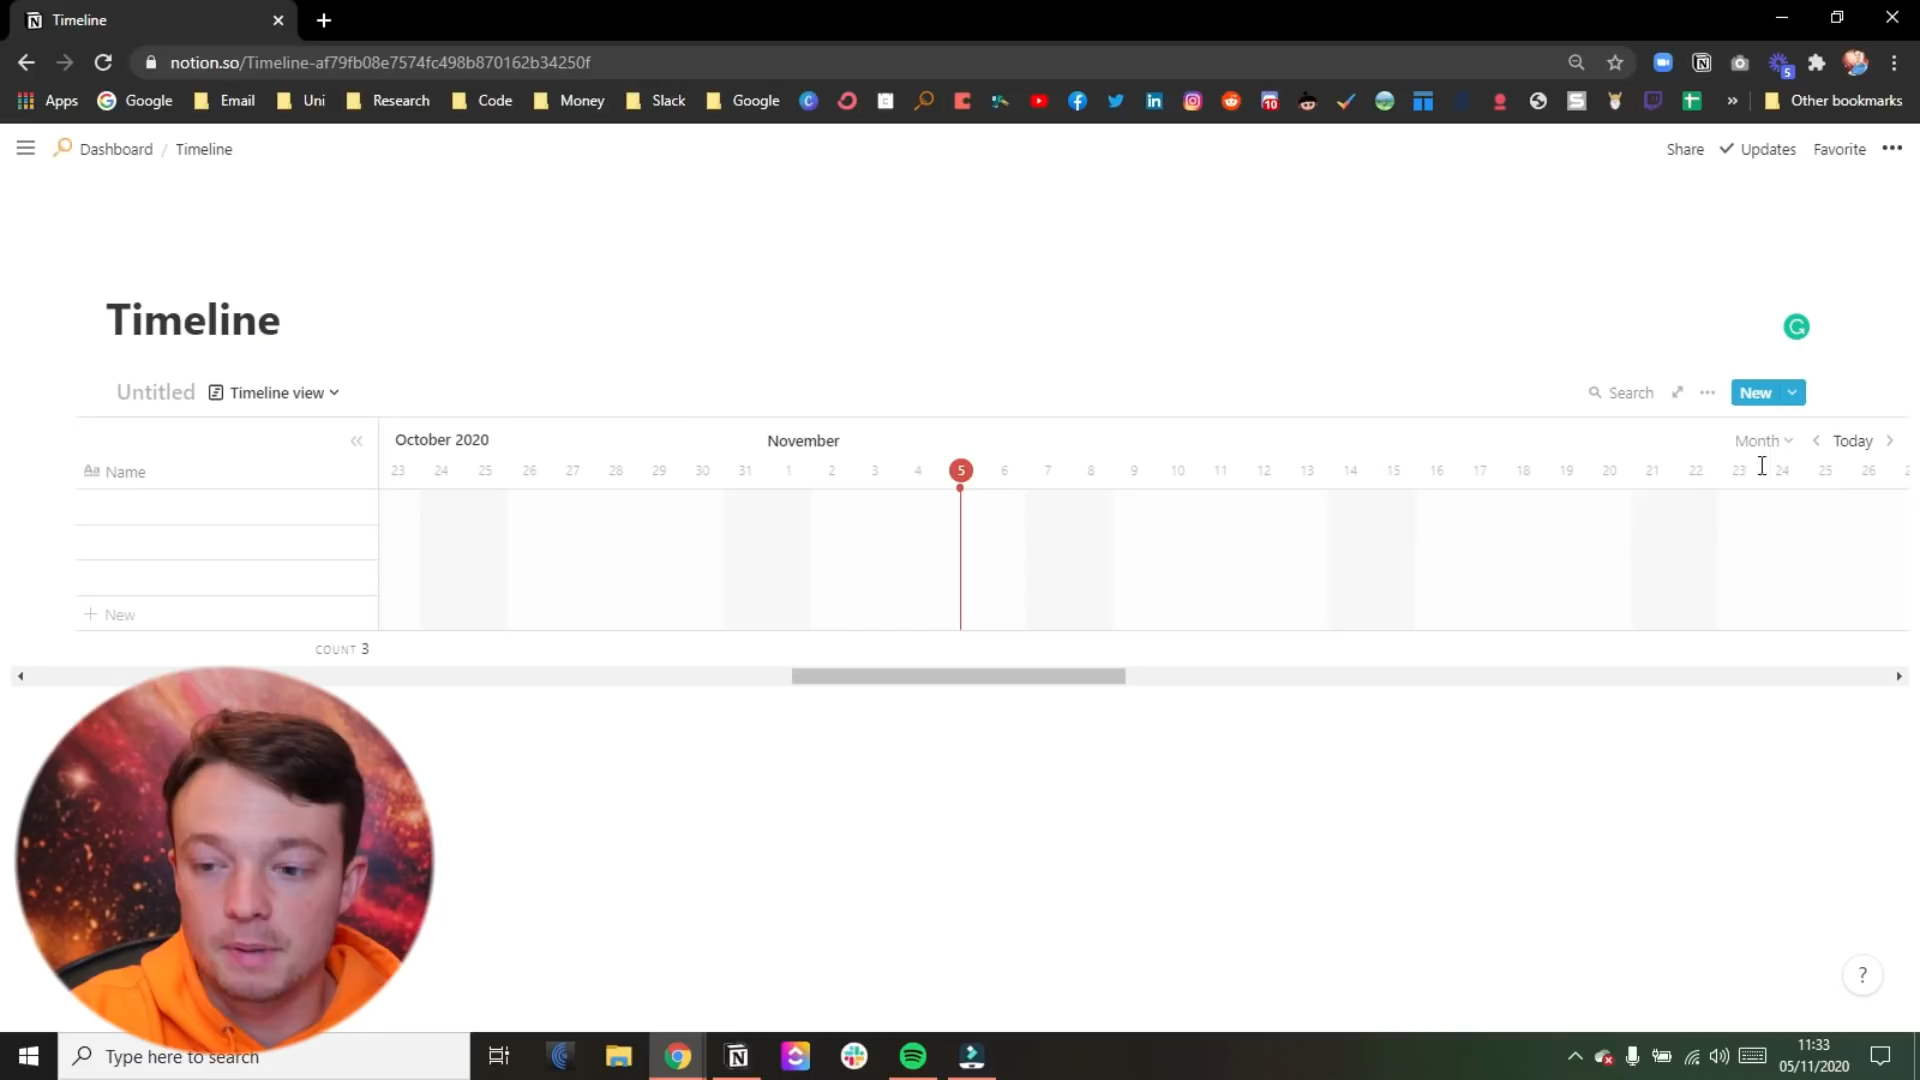 Timeline
notion.so/Timeline-af79fb08e7574fc498b870162b34250f
5
Apps Google Email Uni Research Code Money Slack Google 10 » Other bookmarks
Dashboard / Timeline
Share Updates Favorite
Timeline
Untitled Timeline view
Search New
October 2020 November
Month Today
Aa Name
23 24 25 26 27 28 29 30 31 1 2 3 4 5 6 7 8 9 10 11 12 13 14 15 16 17 18 19 20 21 22 23 24 25 26
+ New
COUNT 3
?
Type here to search
11:33
05/11/2020